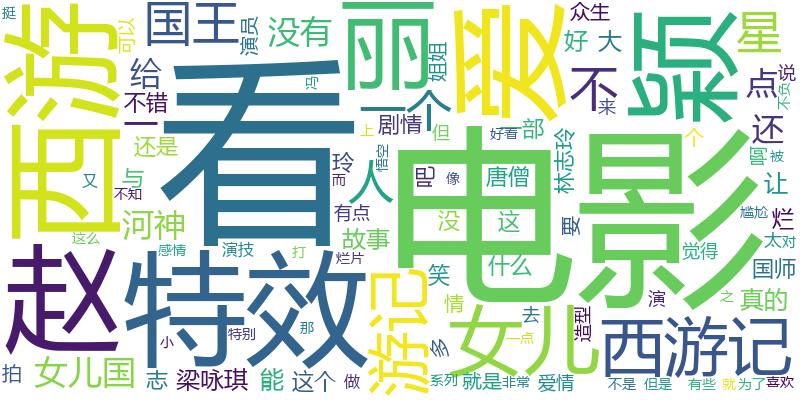 挺
西游
国王
演员
没有
丽
爱
众生
颖
星
可以
姐姐
好
大
给
看
冯
一个
不
点
说
不错
来
不负
一
剧情
上
但
部
还
还是
电影
好看
个
玲
悟空
林志玲
啊
被
与
人
吧
像
唐僧
让
又
不知
而
河神
有点
没
这
要
尴尬
烂
这么
故事
太
对
感情
演技
打
烂片
什么
觉得
国师
赵
特效
游记
笑
情
女儿
去
造型
演
之
真的
小
特别
那
多
一点
西游记
拍
女儿国
志
梁咏琪
能
这个
做
系列
就是
非常
爱情
不是
但是
有些
就
为了
喜欢